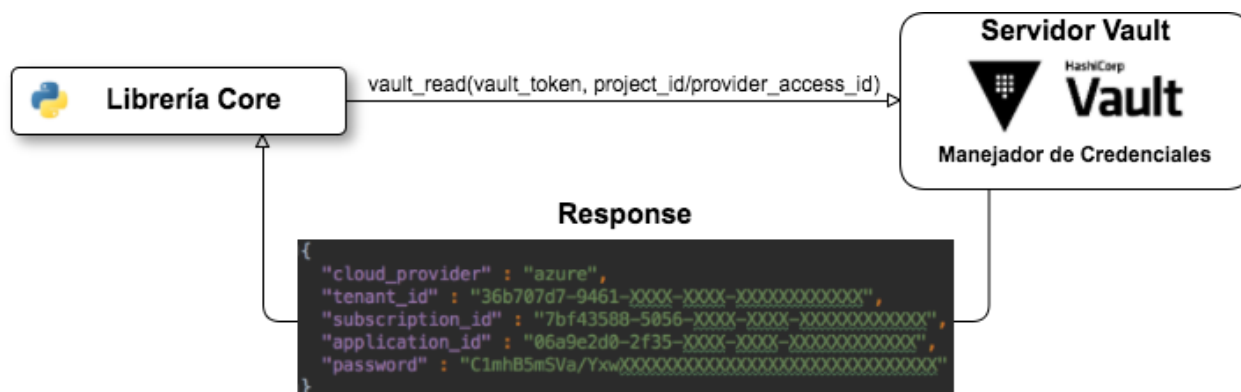 Servidor Vault
HashiCorp
Vault
Manejador de Credenciales
Librería Core
vault_read(vault_token, project_id/provider_access_id)
Response
{
"cloud_provider" : "azure",
"tenant_id" : "36b707d7-9461-XXXX-XXXX-XXXXXXXXXXXX",
"subscription_id" : "7bf43588-5056-XXXX-XXXX-XXXXXXXXXXXX",
"application_id" : "06a9e2d0-2f35-XXXX-XXXX-XXXXXXXXXXXX",
"password" : "C1mhB5mSVa/YxwXXXXXXXXXXXXXXXXXXXXXXXXXXXXXX"
}